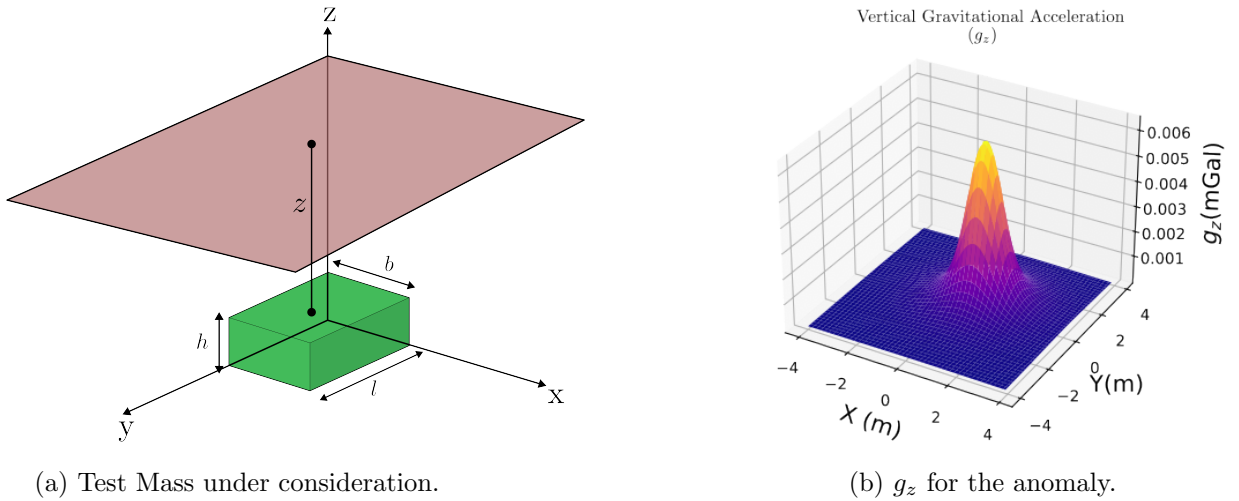 z
z
b
h
l
x
y
(a) Test Mass under consideration.
Vertical Gravitational Acceleration
(g_z)
0.006
0.005
0.004
0.003
0.002
0.001
g_z(mGal)
−4
−2
0
2
4
X (m)
4
2
0
−2
−4
Y(m)
(b) g_z for the anomaly.